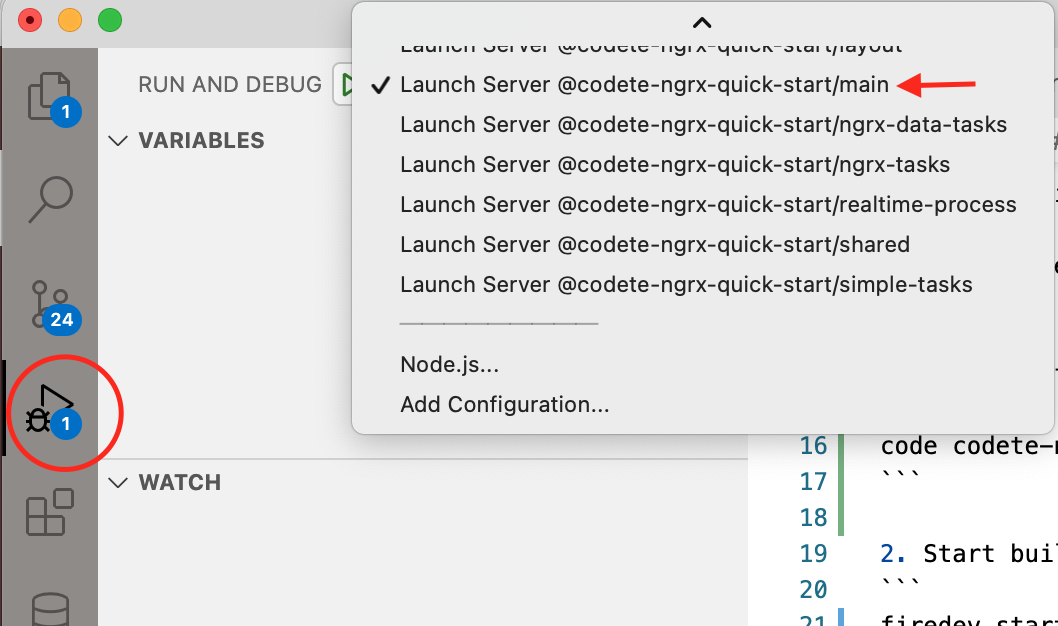 Launch Server @codete-ngrx-quick-start/layout
RUN AND DEBUG
Launch Server @codete-ngrx-quick-start/main
1
VARIABLES
Launch Server @codete-ngrx-quick-start/ngrx-data-tasks
Launch Server @codete-ngrx-quick-start/ngrx-tasks
Launch Server @codete-ngrx-quick-start/realtime-process
Launch Server @codete-ngrx-quick-start/shared
Launch Server @codete-ngrx-quick-start/simple-tasks
24
Node.js...
Add Configuration...
1
WATCH
16 code codete-
17 ```
18
19 2. Start bui
20 ```
21 firedev start